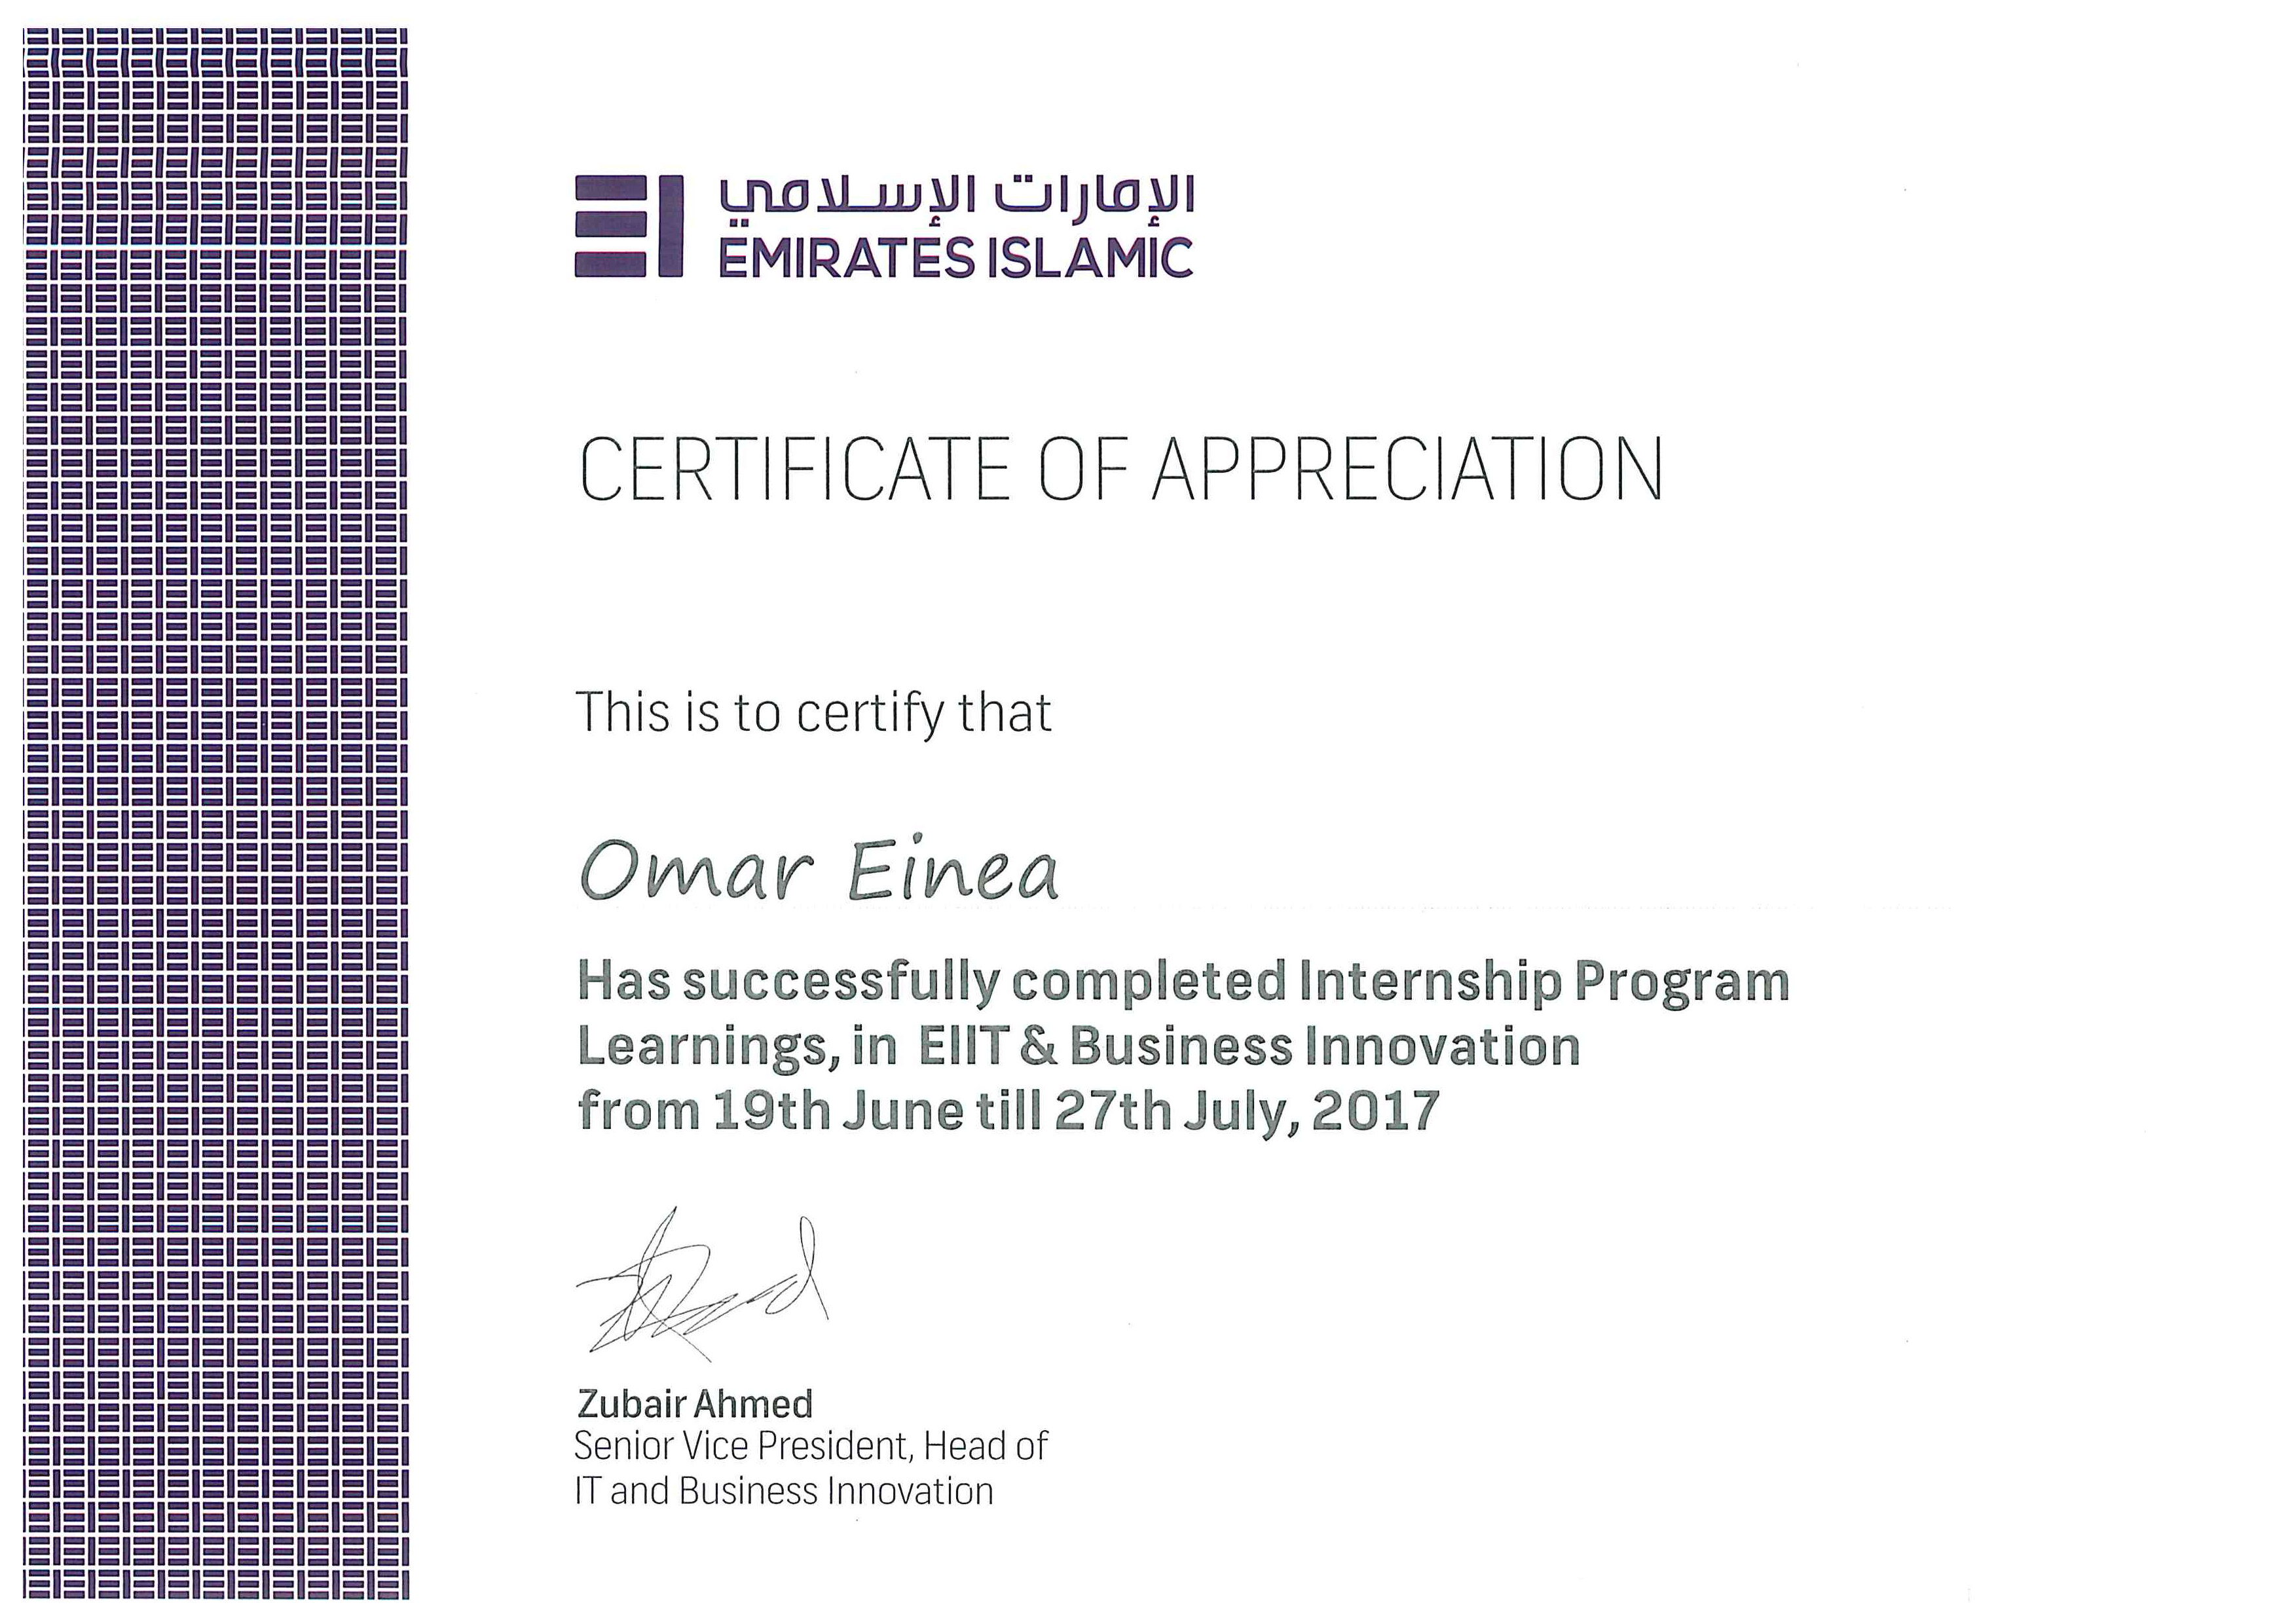 الإمارات الإسلامي
EMIRATES ISLAMIC
CERTIFICATE OF APPRECIATION
This is to certify that
Omar Einea
Has successfully completed Internship Program
Learnings, in EIIT & Business Innovation
from 19th June till 27th July, 2017
Zubair Ahmed
Senior Vice President, Head of
IT and Business Innovation